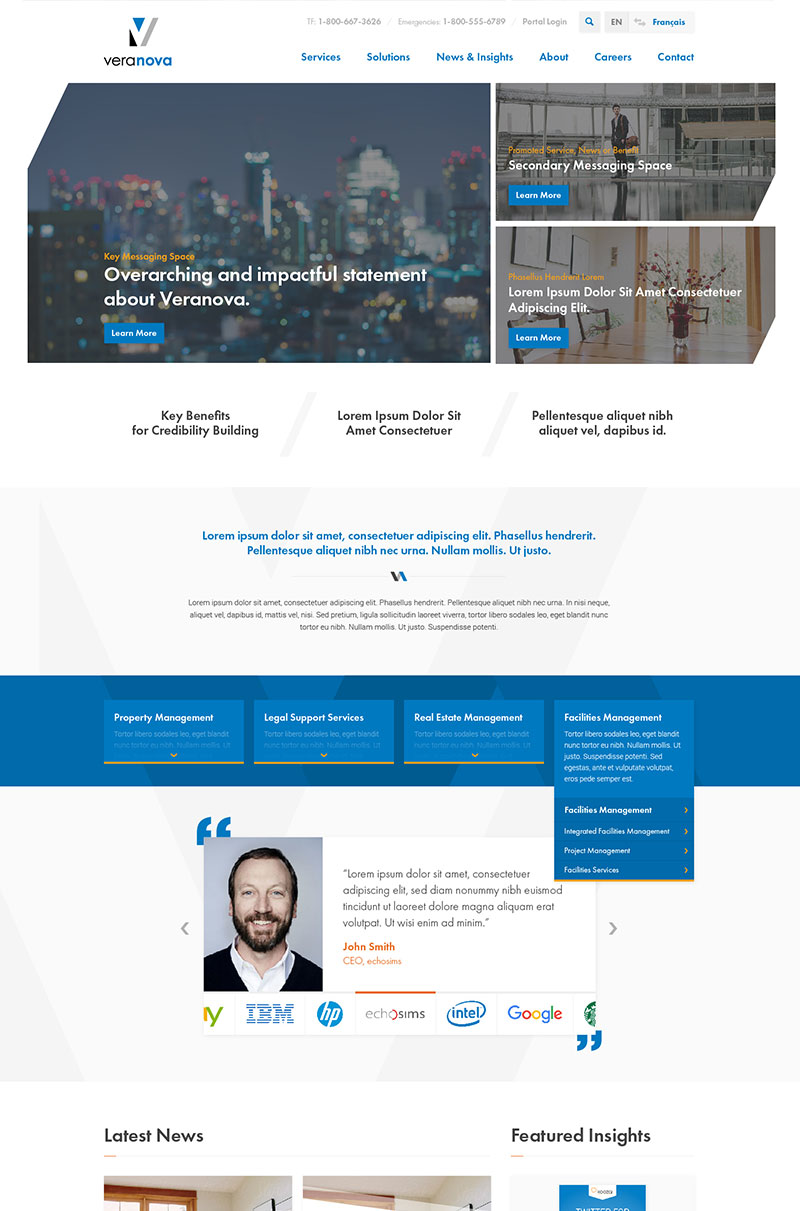 TF: 1-800-667-3626 / Emergencies: 1-800-555-6789 / Portal Login
EN Français
veranova
Services Solutions News & Insights About Careers Contact
Key Messaging Space
Overarching and impactful statement
about Veranova.
Learn More
Promoted Service, News or Benefit
Secondary Messaging Space
Learn More
Phasellus Hendrerit Lorem
Lorem Ipsum Dolor Sit Amet Consectetuer
Adipiscing Elit.
Learn More
Key Benefits
for Credibility Building
Lorem Ipsum Dolor Sit
Amet Consectetuer
Pellentesque aliquet nibh
aliquet vel, dapibus id.
Lorem ipsum dolor sit amet, consectetuer adipiscing elit. Phasellus hendrerit.
Pellentesque aliquet nibh nec urna. Nullam mollis. Ut justo.
Lorem ipsum dolor sit amet, consectetuer adipiscing elit. Phasellus hendrerit. Pellentesque aliquet nibh nec urna. In nisi neque,
aliquet vel, dapibus id, mattis vel, nisi. Sed pretium, ligula sollicitudin laoreet viverra, tortor libero sodales leo, eget blandit nunc
tortor eu nibh. Nullam mollis. Ut justo. Suspendisse potenti.
Property Management
Tortor libero sodales leo, eget blandit
nunc tortor eu nibh. Nullam mollis. Ut
Legal Support Services
Tortor libero sodales leo, eget blandit
nunc tortor eu nibh. Nullam mollis. Ut
Real Estate Management
Tortor libero sodales leo, eget blandit
nunc tortor eu nibh. Nullam mollis. Ut
Facilities Management
Tortor libero sodales leo, eget blandit
nunc tortor eu nibh. Nullam mollis. Ut
justo. Suspendisse potenti. Sed
egestas, ante et vulputate volutpat,
eros pede semper est.
Facilities Management
Integrated Facilities Management
Project Management
Facilities Services
“Lorem ipsum dolor sit amet, consectetuer
adipiscing elit, sed diam nonummy nibh euismod
tincidunt ut laoreet dolore magna aliquam erat
volutpat. Ut wisi enim ad minim.”
John Smith
CEO, echosims
y IBM hp echosims intel Google
Latest News
Featured Insights